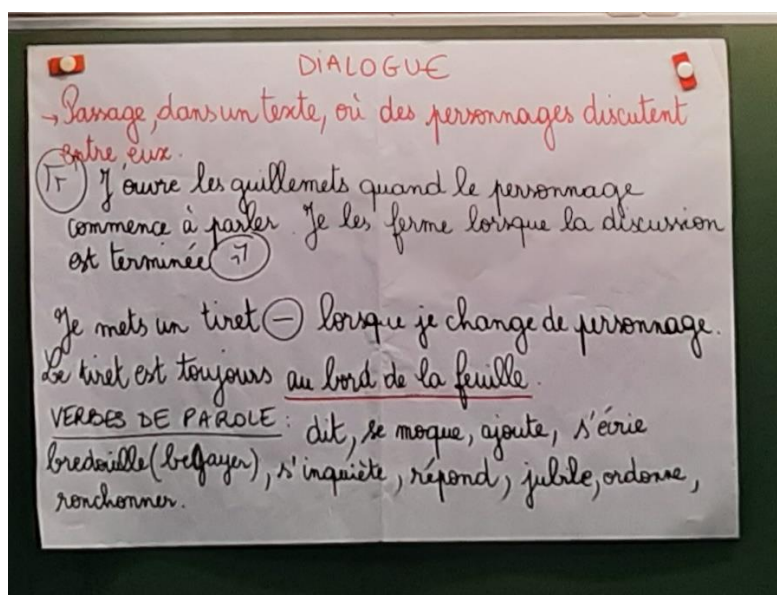 DIALOGUE
→ Passage, dans un texte, où des personnages discutent
entre eux.
«) J'ouvre les guillemets quand le personnage
commence à parler. Je les ferme lorsque la discussion
est terminée »
Je mets un tiret — lorsque je change de personnage.
Le tiret est toujours au bord de la feuille.
VERBES DE PAROLE : dit, se moque, ajoute, s'écrie
bredouille (begayer), s'inquiète, répond, jubile, ordonne,
ronchonner.